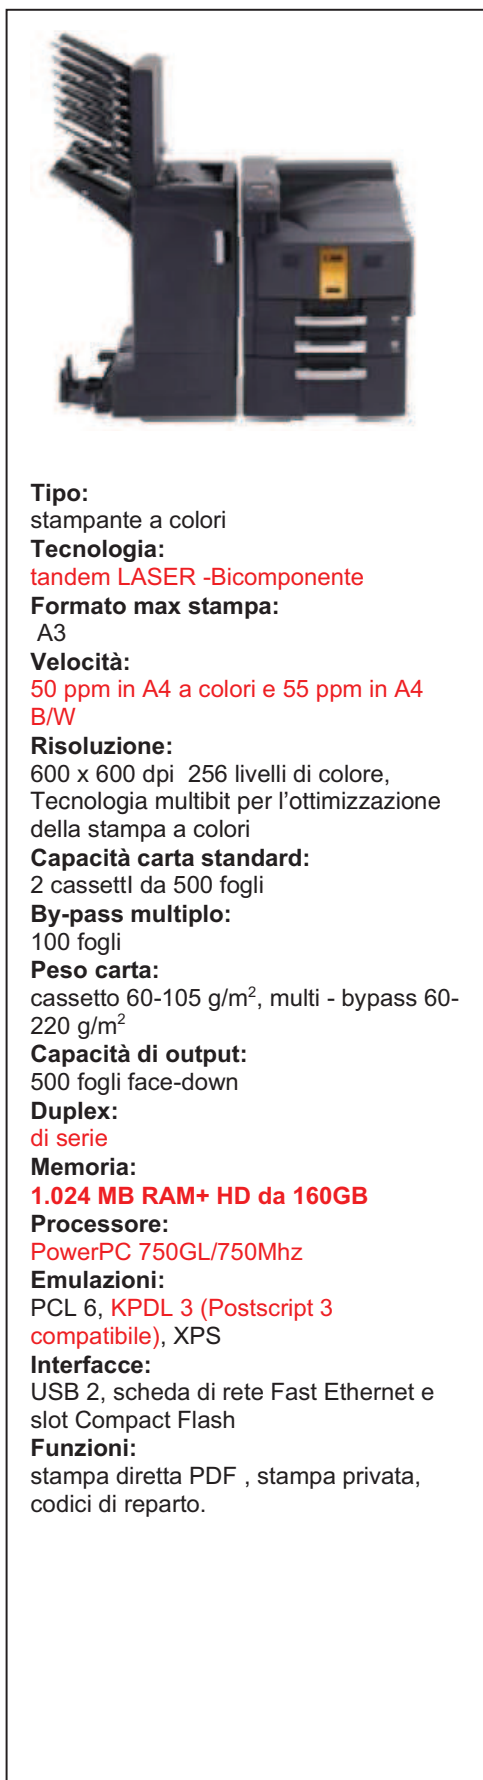 Tipo:
stampante a colori
Tecnologia:
tandem LASER -Bicomponente
Formato max stampa:
A3
Velocità:
50 ppm in A4 a colori e 55 ppm in A4
B/W
Risoluzione:
600 x 600 dpi  256 livelli di colore,
Tecnologia multibit per l'ottimizzazione
della stampa a colori
Capacità carta standard:
2 cassettI da 500 fogli
By-pass multiplo:
100 fogli
Peso carta:
cassetto 60-105 g/m², multi - bypass 60-
220 g/m²
Capacità di output:
500 fogli face-down
Duplex:
di serie
Memoria:
1.024 MB RAM+ HD da 160GB
Processore:
PowerPC 750GL/750Mhz
Emulazioni:
PCL 6, KPDL 3 (Postscript 3
compatibile), XPS
Interfacce:
USB 2, scheda di rete Fast Ethernet e
slot Compact Flash
Funzioni:
stampa diretta PDF , stampa privata,
codici di reparto.